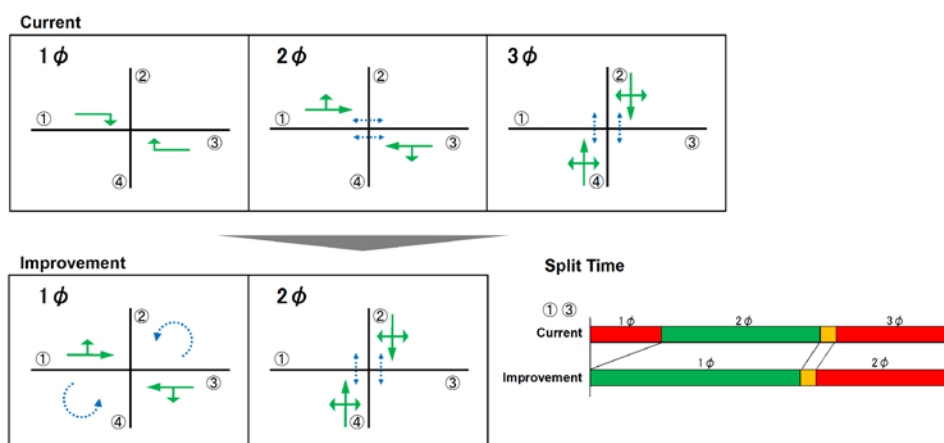 Current
1φ
2φ
3φ
②
①
③
④
②
①
③
④
②
①
③
④
Improvement
1φ
2φ
②
①
③
④
②
①
③
④
Split Time
① ③
Current
1φ
2φ
3φ
Improvement
1φ
2φ